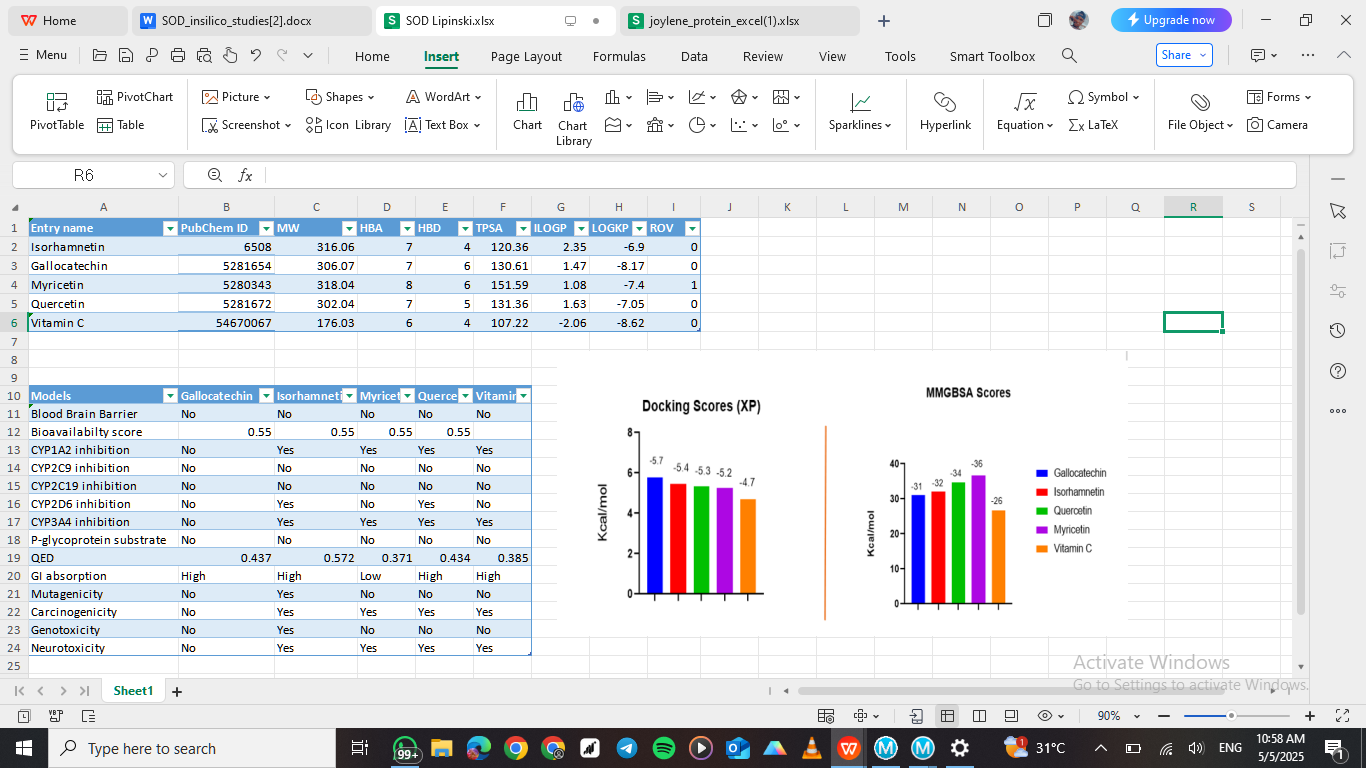 Home SOD_insilico_studies[2].docx SOD Lipinski.xlsx joylene_protein_excel(1).xlsx + Upgrade now
Menu Home Insert Page Layout Formulas Data Review View Tools Smart Toolbox Share
PivotChart Picture Shapes WordArt Symbol Forms
PivotTable Table Screenshot Icon Library Text Box Chart Chart Library Sparklines Hyperlink Equation LaTeX File Object Camera
R6 fx
A B C D E F G H I J K L M N O P Q R S
1 Entry name PubChem ID MW HBA HBD TPSA ILOGP LOGKP ROV
2 Isorhamnetin 6508 316.06 7 4 120.36 2.35 -6.9 0
3 Gallocatechin 5281654 306.07 7 6 130.61 1.47 -8.17 0
4 Myricetin 5280343 318.04 8 6 151.59 1.08 -7.4 1
5 Quercetin 5281672 302.04 7 5 131.36 1.63 -7.05 0
6 Vitamin C 54670067 176.03 6 4 107.22 -2.06 -8.62 0
7
8
9
10 Models Gallocatechin Isorhamneti Myricet Querce Vitamin
11 Blood Brain Barrier No No No No No
12 Bioavailabilty score 0.55 0.55 0.55 0.55
13 CYP1A2 inhibition No Yes Yes Yes Yes
14 CYP2C9 inhibition No No No No No
15 CYP2C19 inhibition No No No No No
16 CYP2D6 inhibition No Yes No Yes No
17 CYP3A4 inhibition No Yes Yes Yes Yes
18 P-glycoprotein substrate No No No No No
19 QED 0.437 0.572 0.371 0.434 0.385
20 GI absorption High High Low High High
21 Mutagenicity No Yes No No No
22 Carcinogenicity No Yes Yes Yes Yes
23 Genotoxicity No Yes No No No
24 Neurotoxicity No Yes Yes Yes Yes
25
Docking Scores (XP)
Kcal/mol
8
6
4
2
0
-5.7 -5.4 -5.3 -5.2 -4.7
MMGBSA Scores
Kcal/mol
40
30
20
10
0
-31 -32 -34 -36 -26
Gallocatechin
Isorhamnetin
Quercetin
Myricetin
Vitamin C
Activate Windows
Go to Settings to activate Windows.
Sheet1 +
90%
Type here to search 99+ 31°C ENG 10:58 AM
5/5/2025
1